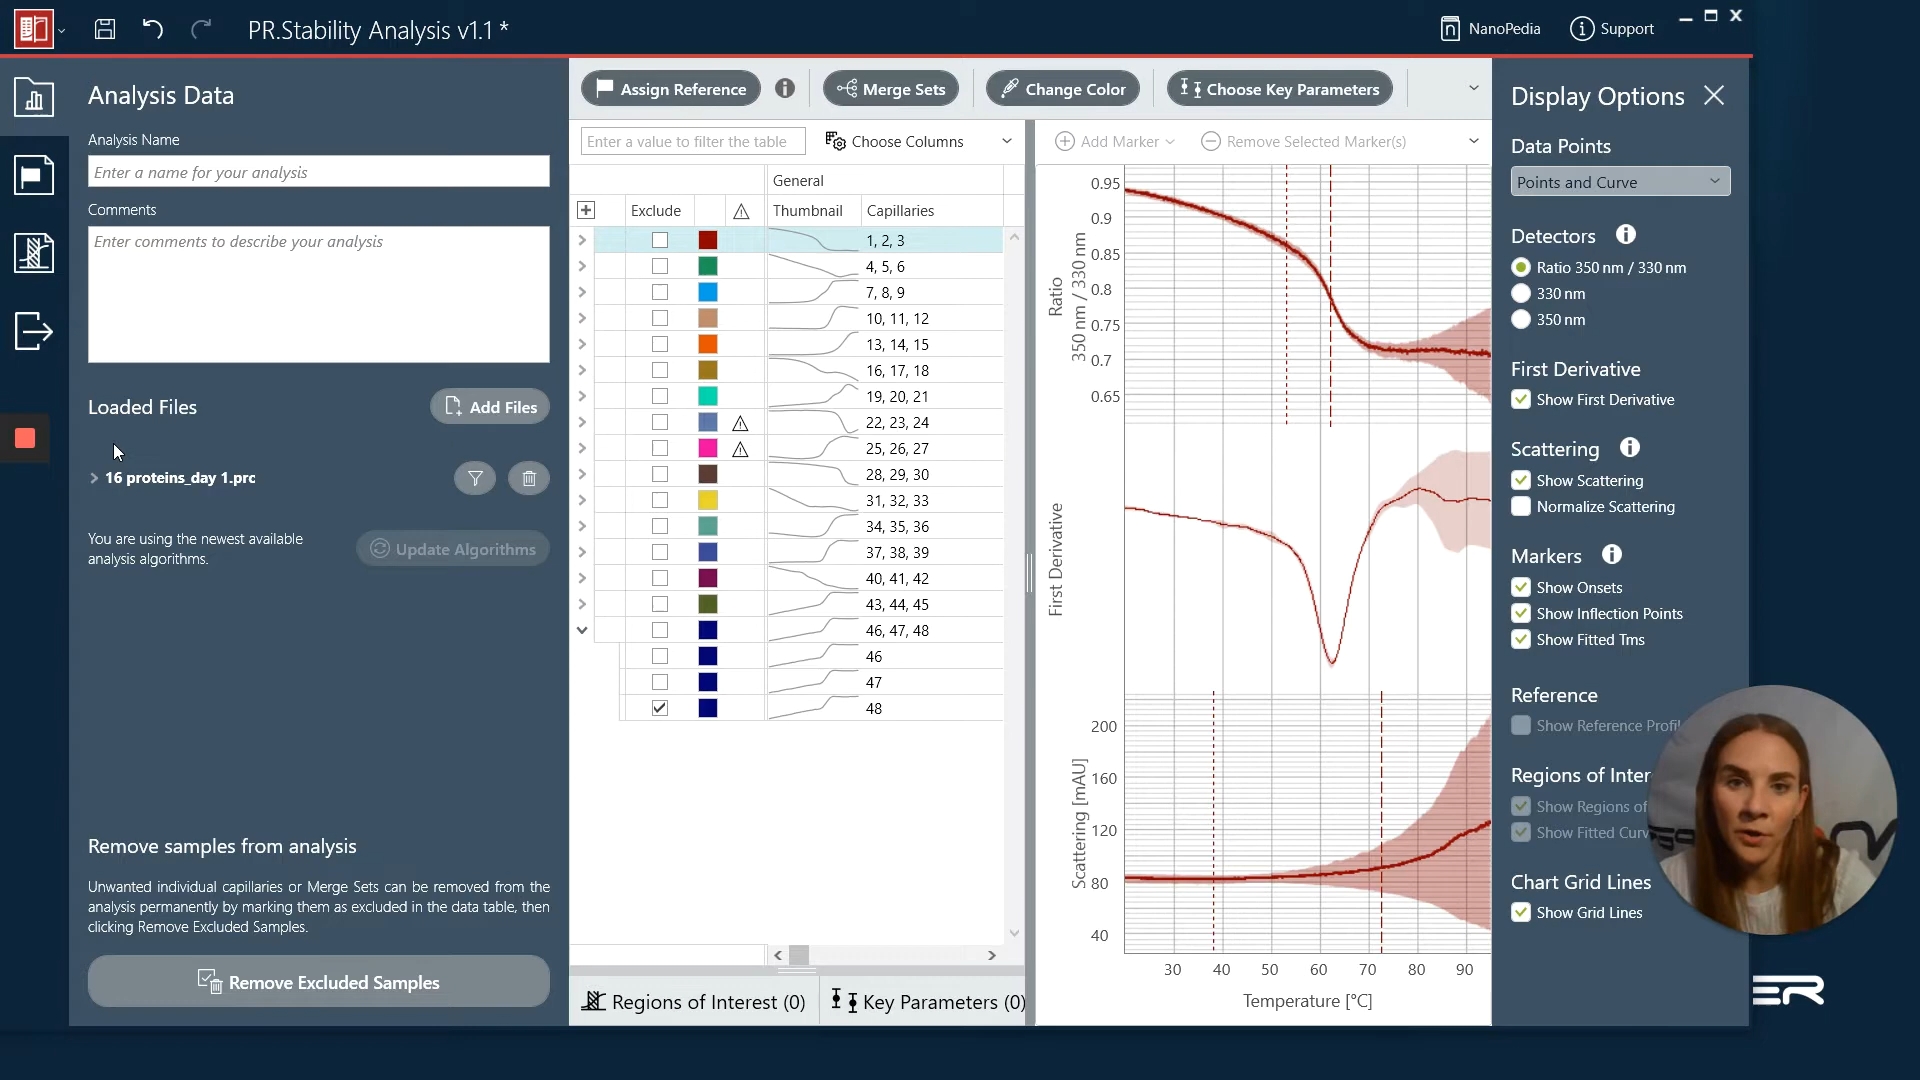 PR.Stability Analysis v1.1 *
NanoPedia
Support
Analysis Data
Analysis Name
Enter a name for your analysis
Comments
Enter comments to describe your analysis
Loaded Files
Add Files
16 proteins_day 1.prc
You are using the newest available
analysis algorithms.
Update Algorithms
Remove samples from analysis
Unwanted individual capillaries or Merge Sets can be removed from the
analysis permanently by marking them as excluded in the data table, then
clicking Remove Excluded Samples.
Remove Excluded Samples
Assign Reference
Merge Sets
Change Color
Choose Key Parameters
Enter a value to filter the table
Choose Columns
General
Exclude
Thumbnail
Capillaries
1, 2, 3
4, 5, 6
7, 8, 9
10, 11, 12
13, 14, 15
16, 17, 18
19, 20, 21
22, 23, 24
25, 26, 27
28, 29, 30
31, 32, 33
34, 35, 36
37, 38, 39
40, 41, 42
43, 44, 45
46, 47, 48
46
47
48
Regions of Interest (0)
Key Parameters (0)
Add Marker
Remove Selected Marker(s)
Ratio
350 nm / 330 nm
0.95
0.9
0.85
0.8
0.75
0.7
0.65
First Derivative
Scattering [mAU]
200
160
120
80
40
30 40 50 60 70 80 90
Temperature [°C]
Display Options
Data Points
Points and Curve
Detectors
Ratio 350 nm / 330 nm
330 nm
350 nm
First Derivative
Show First Derivative
Scattering
Show Scattering
Normalize Scattering
Markers
Show Onsets
Show Inflection Points
Show Fitted Tms
Reference
Show Reference Profil
Regions of Inter
Show Regions of
Show Fitted Curv
Chart Grid Lines
Show Grid Lines
ER